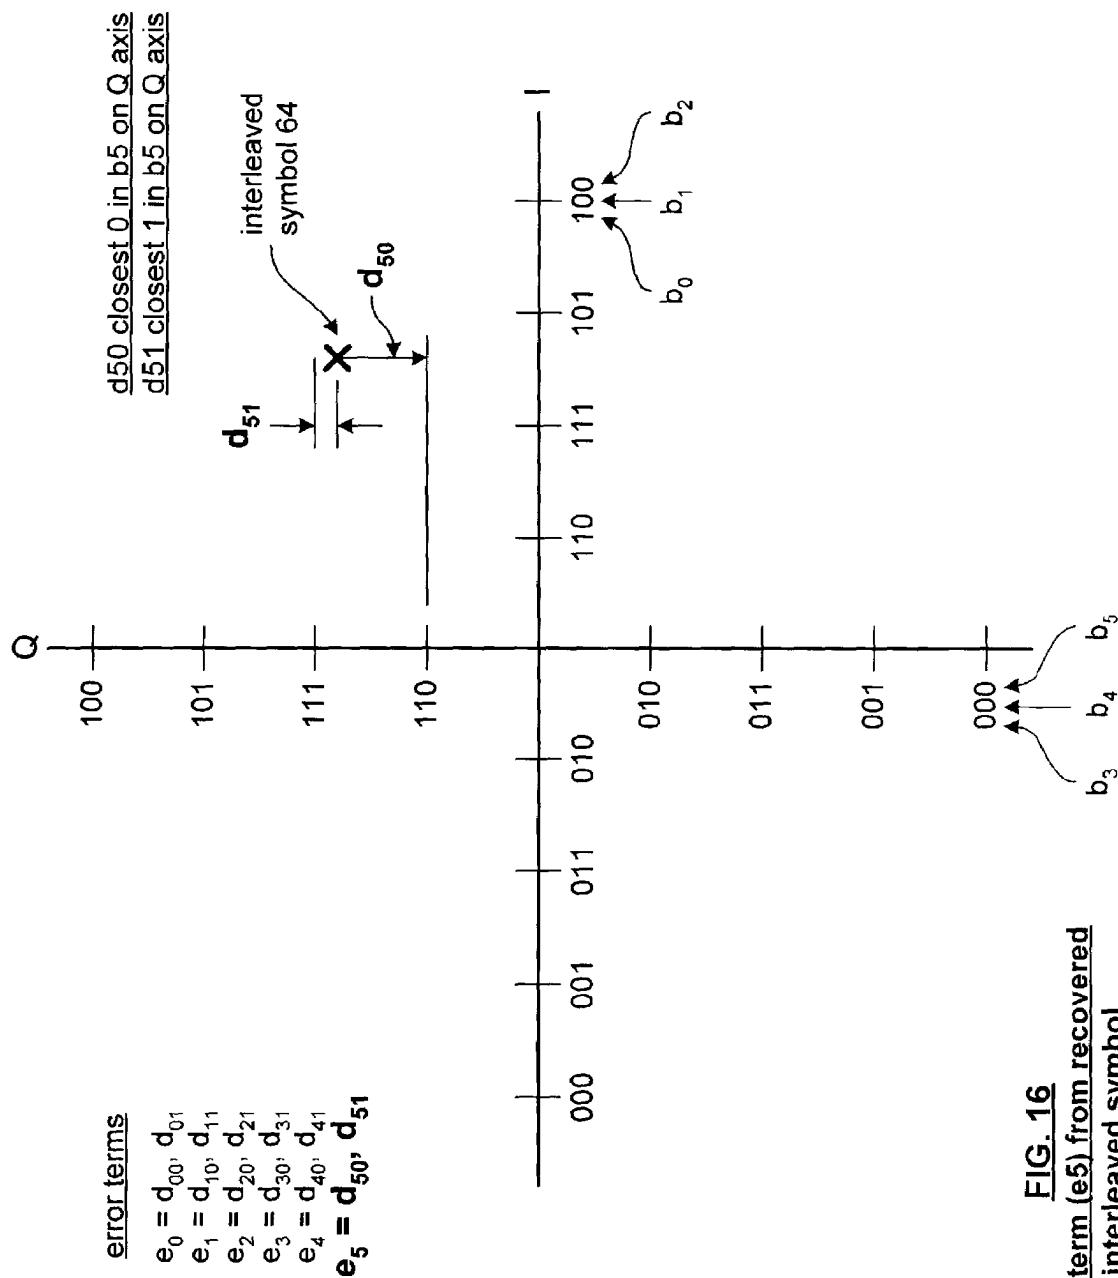 error terms
e0 = d00, d01
e1 = d10, d11
e2 = d20, d21
e3 = d30, d31
e4 = d40, d41
e5 = d50, d51
d50 closest 0 in b5 on Q axis
d51 closest 1 in b5 on Q axis
Q
100
101
111
110
d51
interleaved
symbol 64
d50
I
000
001
011
010
110
111
101
100
b0
b1
b2
010
011
001
000
b3
b4
b5
FIG. 16
term (e5) from recovered
interleaved symbol